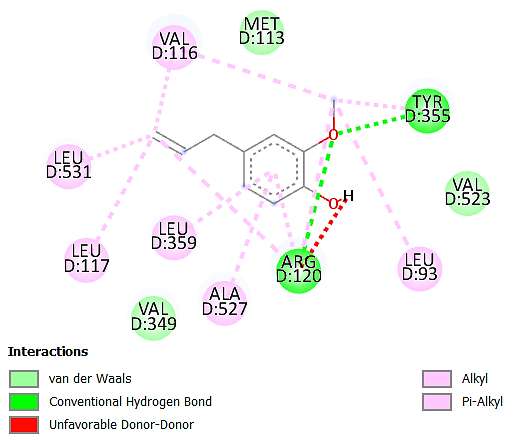 MET
D:113
VAL
D:116
TYR
D:355
O
LEU
D:531
VAL
D:523
O
H
LEU
D:359
LEU
D:117
ARG
D:120
LEU
D:93
ALA
D:527
VAL
D:349
Interactions
van der Waals
Conventional Hydrogen Bond
Unfavorable Donor-Donor
Alkyl
Pi-Alkyl